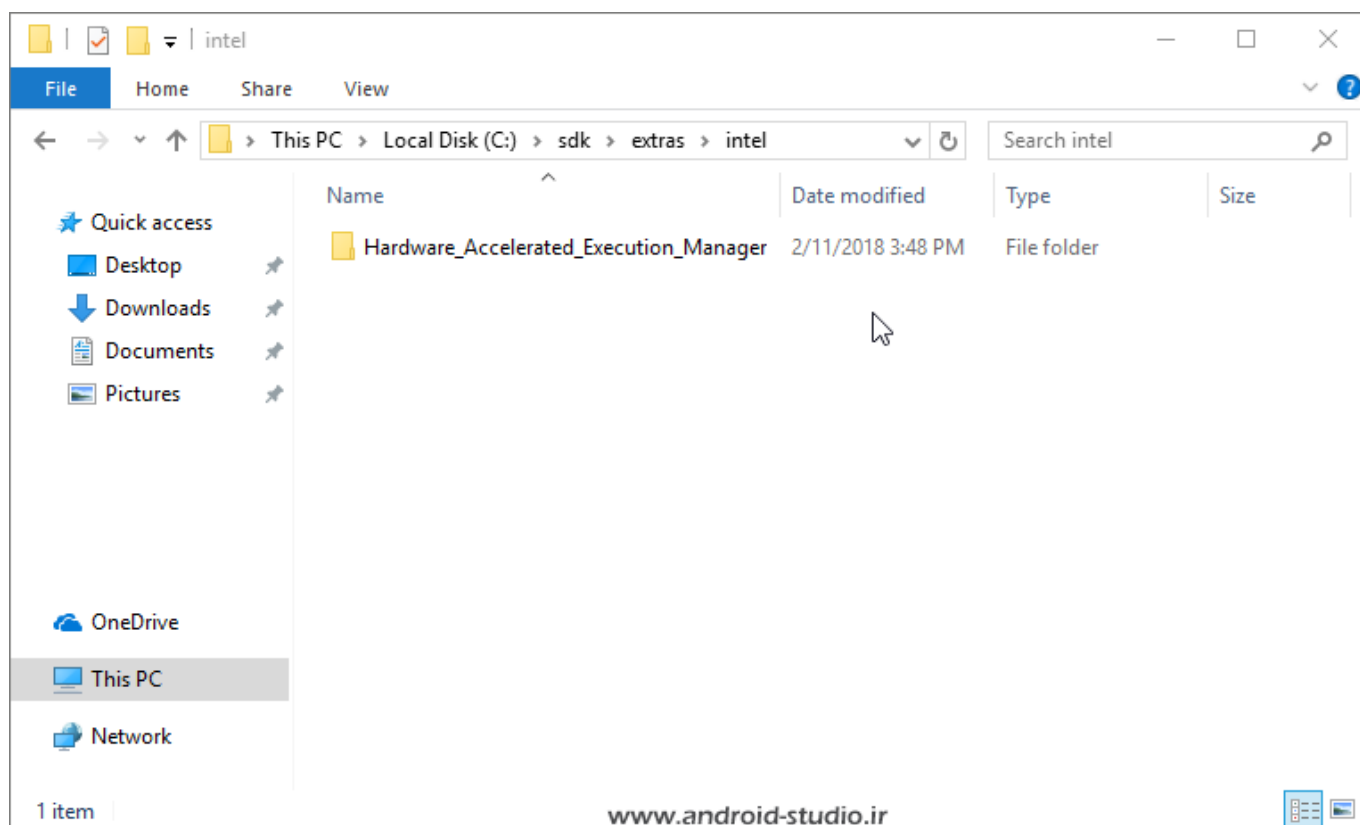 intel
File Home Share View
This PC > Local Disk (C:) > sdk > extras > intel Search intel
Name Date modified Type Size
Quick access
Desktop
Downloads
Documents
Pictures
OneDrive
This PC
Network
Hardware_Accelerated_Execution_Manager 2/11/2018 3:48 PM File folder
1 item
www.android-studio.ir